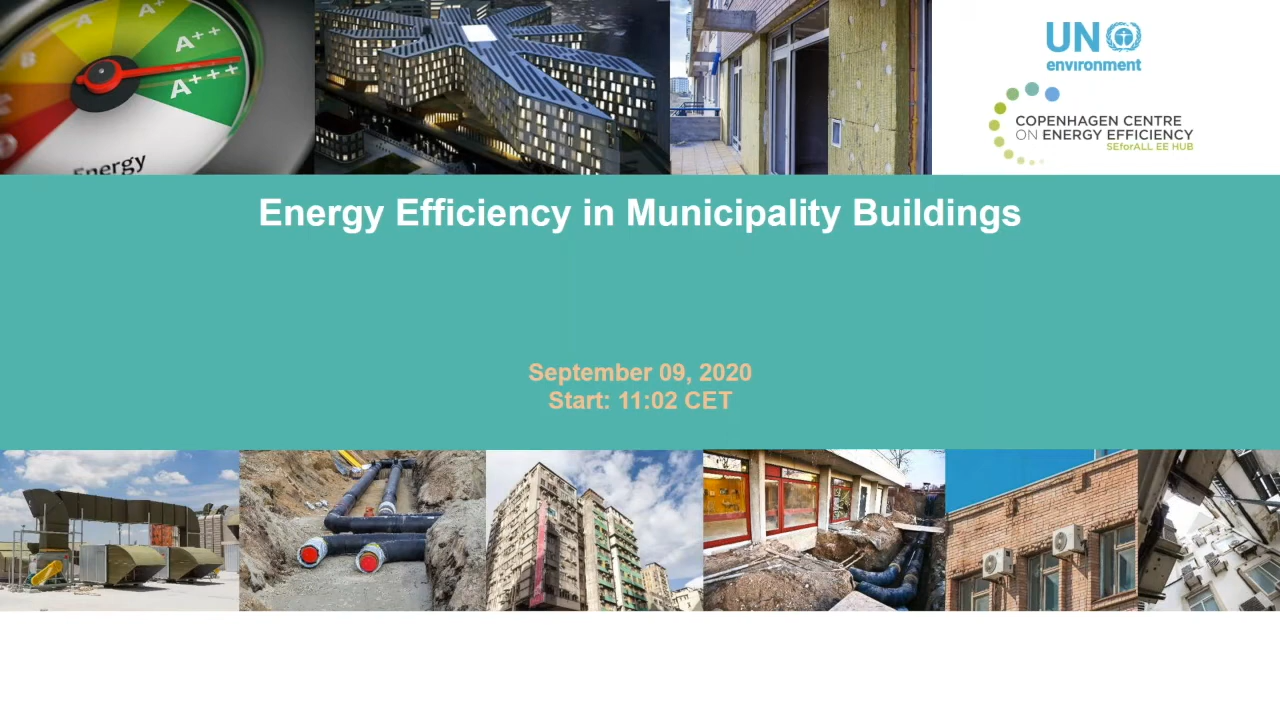 A
A+
A++
A+++
B
Energy
UN
environment
COPENHAGEN CENTRE
ON ENERGY EFFICIENCY
SEforALL EE HUB
Energy Efficiency in Municipality Buildings
September 09, 2020
Start: 11:02 CET